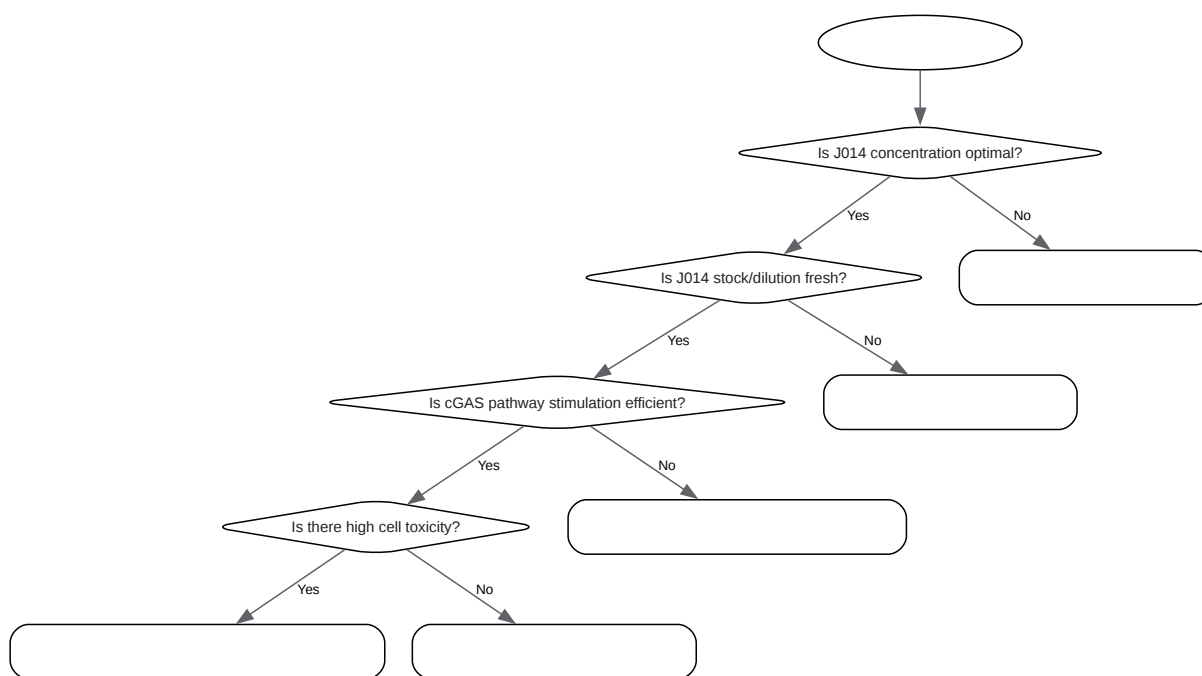 Is J014 concentration optimal?
Yes
No
Is J014 stock/dilution fresh?
Yes
No
Is cGAS pathway stimulation efficient?
Yes
No
Is there high cell toxicity?
Yes
No